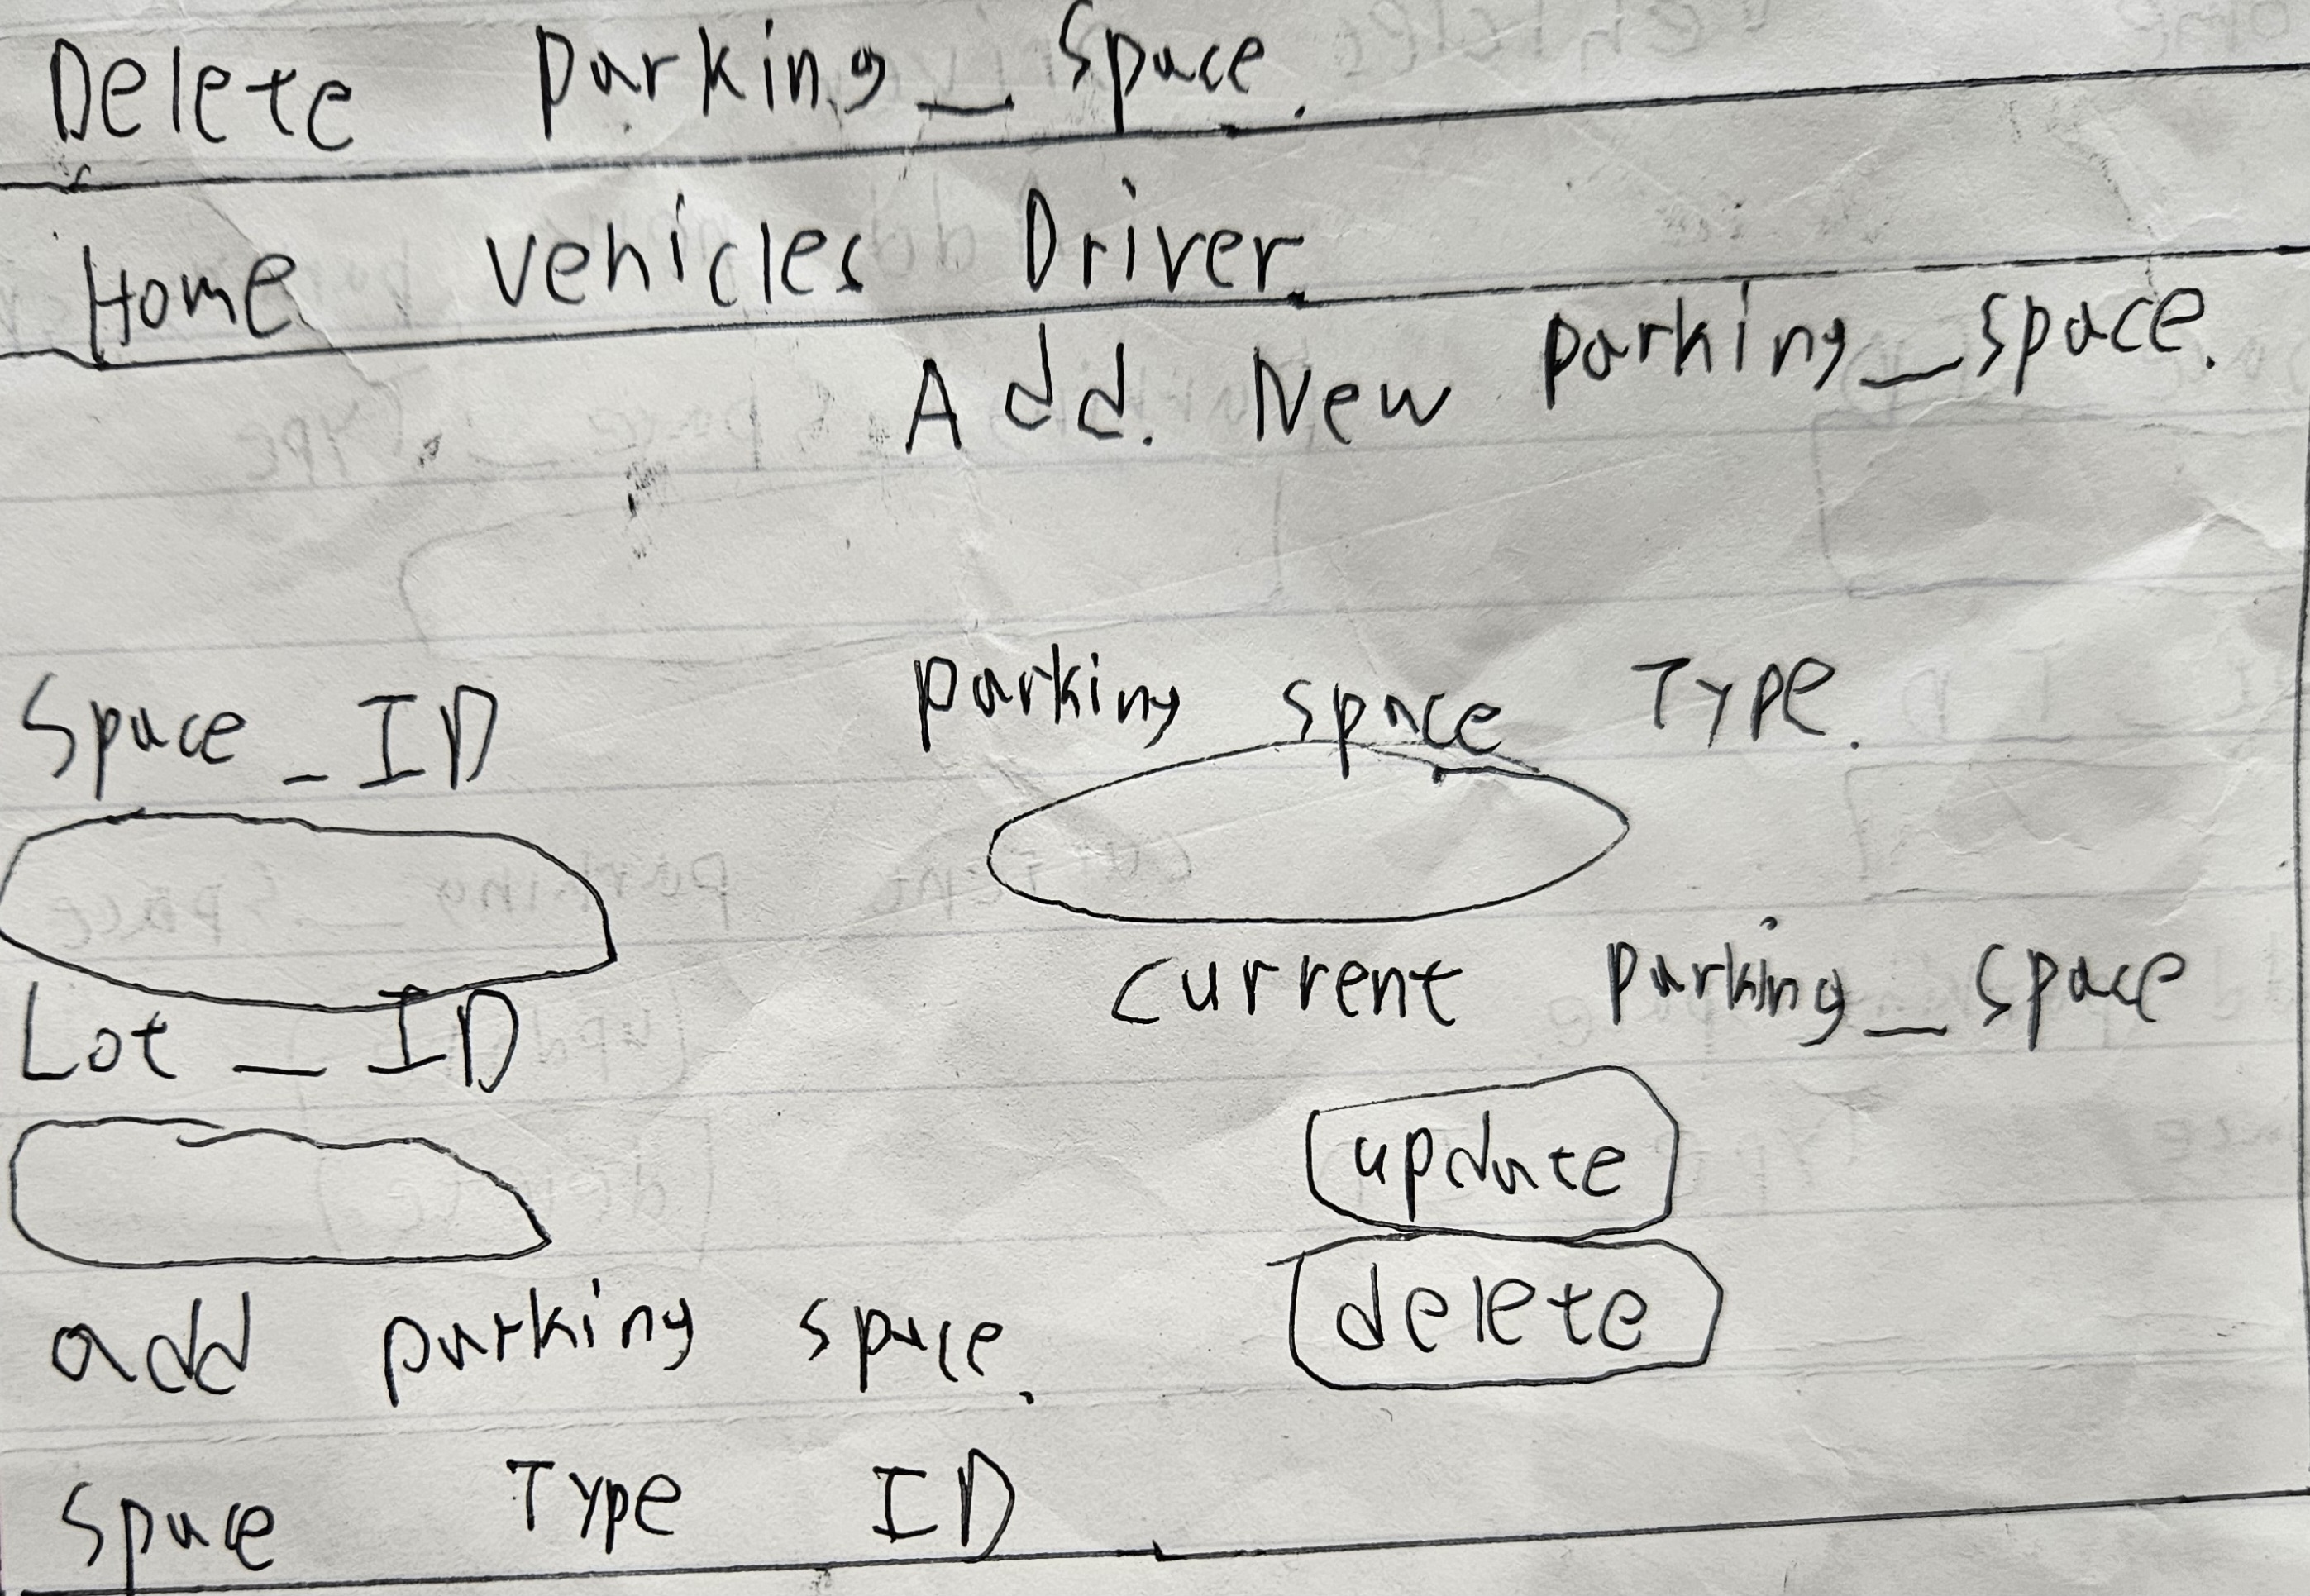 Delete Parking_Space.
Home vehicles Driver.
Add. New parking_space.
Space_ID
parking space Type.
current parking_space
Lot_ID
update
delete
add parking space.
Space Type ID